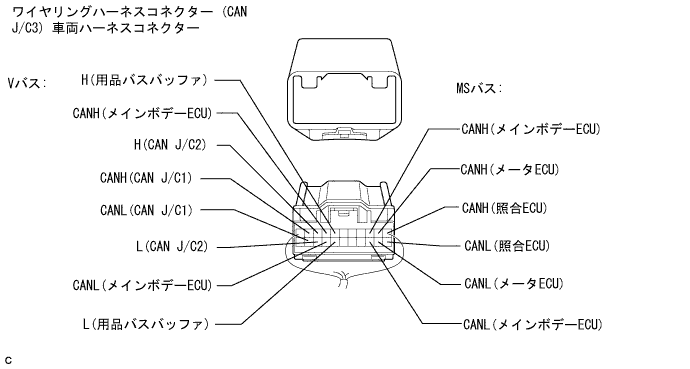 ワイヤリングハーネスコネクター (CAN
J/C3) 車両ハーネスコネクター
Vバス:
H(用品バスバッファ)
CANH(メインボデーECU)
H(CAN J/C2)
CANH(CAN J/C1)
CANL(CAN J/C1)
L(CAN J/C2)
CANL(メインボデーECU)
L(用品バスバッファ)
MSバス:
CANH(メインボデーECU)
CANH(メータECU)
CANH(照合ECU)
CANL(照合ECU)
CANL(メータECU)
CANL(メインボデーECU)
C